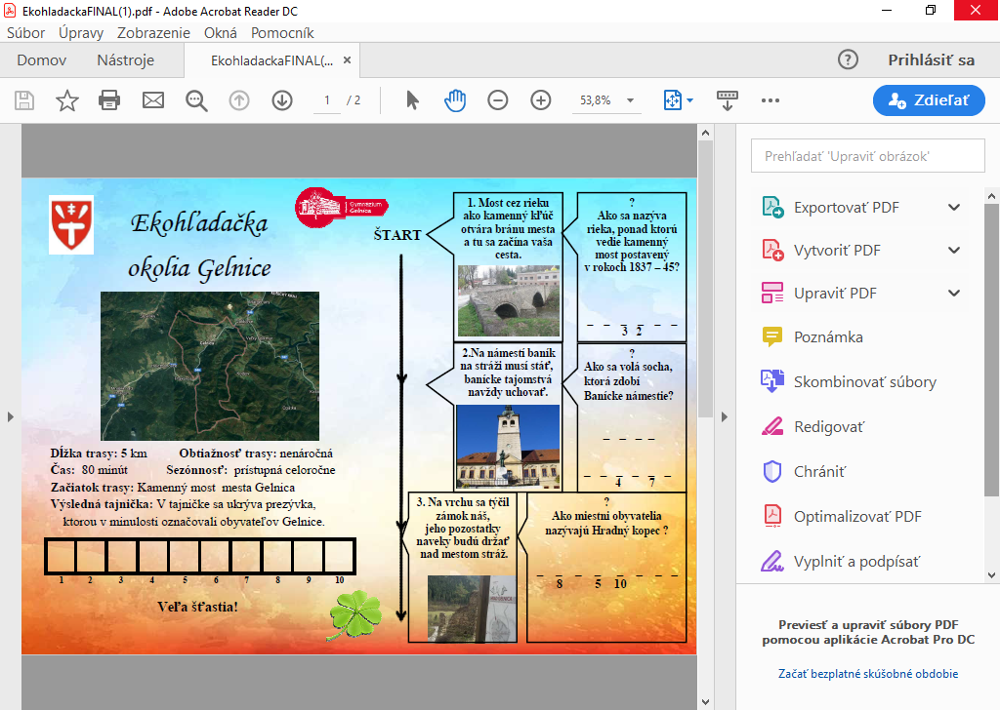 EkohladackaFINAL(1).pdf - Adobe Acrobat Reader DC
Súbor Úpravy Zobrazenie Okná Pomocník
Domov Nástroje EkohladackaFINAL(... × ? Prihlásiť sa
1 / 2 53,8% Zdieľať
Ekohľadačka
okolia Gelnice
Gymnázium
Gelnica
ŠTART
Dĺžka trasy: 5 km Obtiažnosť trasy: nenáročná
Čas: 80 minút Sezónnosť: prístupná celoročne
Začiatok trasy: Kamenný most mesta Gelnica
Výsledná tajnička: V tajničke sa ukrýva prezývka,
ktorou v minulosti označovali obyvateľov Gelnice.
1 2 3 4 5 6 7 8 9 10
Veľa šťastia!
1. Most cez rieku
ako kamenný kľúč
otvára bránu mesta
a tu sa začína vaša
cesta.
?
Ako sa nazýva
rieka, ponad ktorú
vedie kamenný
most postavený
v rokoch 1837 – 45?
_ _ _ _ _ _
3 2
2.Na námestí baník
na stráži musí stáť,
banícke tajomstvá
navždy uchovať.
?
Ako sa volá socha,
ktorá zdobí
Banícke námestie?
_ _ _ _
_ _ _ _ _
4 7
3. Na vrchu sa týčil
zámok náš,
jeho pozostatky
naveky budú držať
nad mestom stráž.
?
Ako miestni obyvatelia
nazývajú Hradný kopec ?
_ _ _ _ _ _ _ _
8 5 10
Prehľadať 'Upraviť obrázok'
Exportovať PDF
Vytvoriť PDF
Upraviť PDF
Poznámka
Skombinovať súbory
Redigovať
Chrániť
Optimalizovať PDF
Vyplniť a podpísať
Previesť a upraviť súbory PDF
pomocou aplikácie Acrobat Pro DC
Začať bezplatné skúšobné obdobie